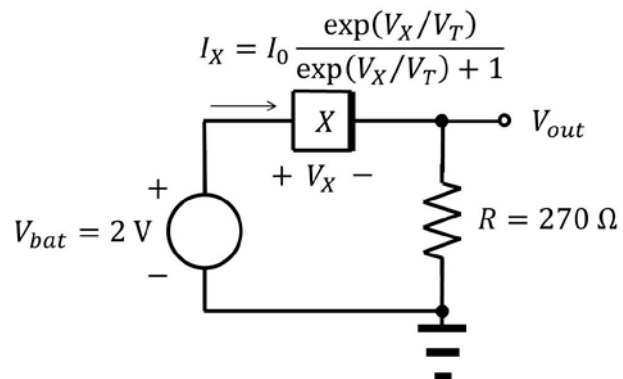 I_X = I_0 exp(V_X/V_T) / exp(V_X/V_T) + 1
X
V_out
+ V_X −
+
V_bat = 2 V
−
R = 270 Ω